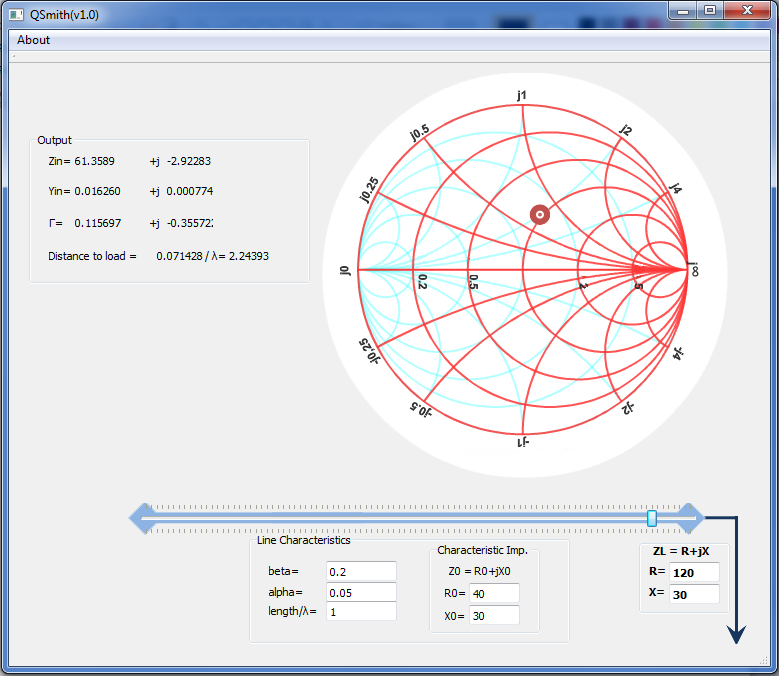 QSmith(v1.0)
About
Output
Zin= 61.3589 +j -2.92283
Yin= 0.016260 +j 0.000774
Γ= 0.115697 +j -0.355722
Distance to load = 0.071428 / λ= 2.24393
j1
j0.5
j2
j0.25
j4
j0
0.2
0.5
2
5
j∞
-j0,25
-j4
-j0.5
-j2
-j1
Line Characteristics
beta= 0.2
alpha= 0.05
length/λ= 1
Characteristic Imp.
Z0 = R0+jX0
R0= 40
X0= 30
ZL = R+jX
R= 120
X= 30